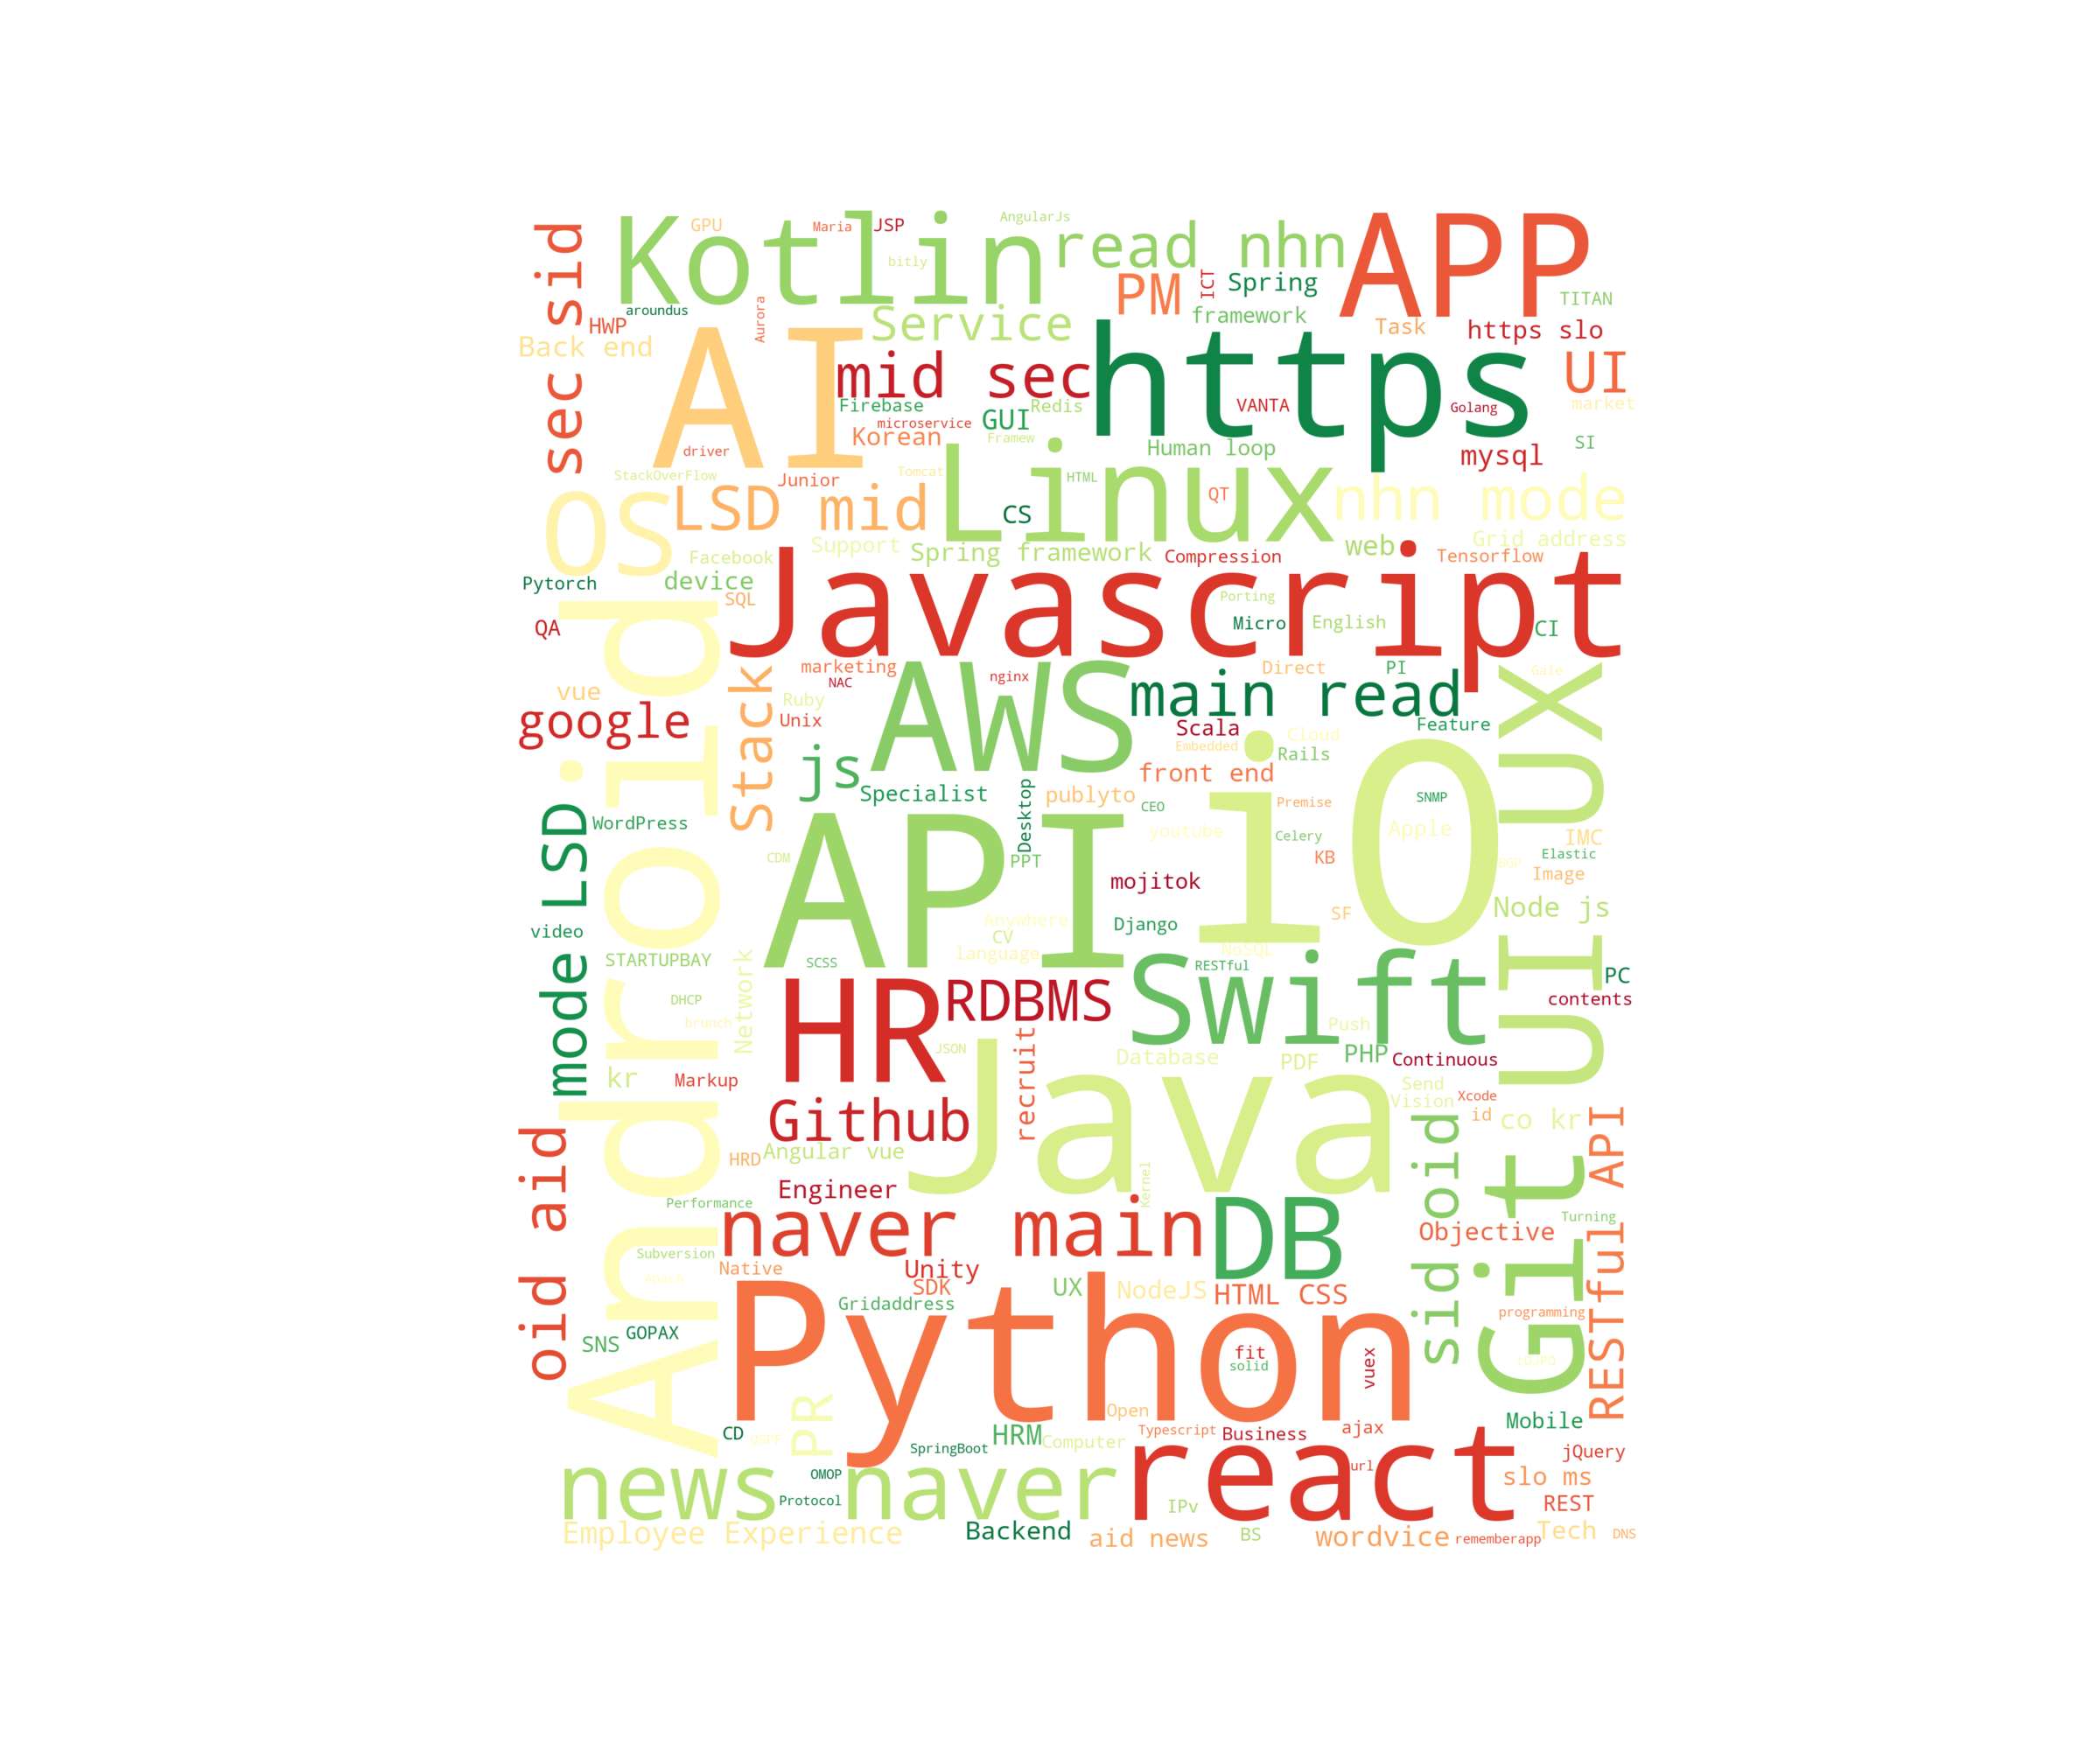 Kotlin
GPU
Maria
JSP
AngularJs
bitly
read nhn
APP
sec sid
aroundus
Aurora
HWP
Back end
Service
PM
ICT
Spring
framework
TITAN
Task
https slo
AI
mid sec
https
UI
market
Firebase
microservice
Korean
GUI
Redis
Framew
VANTA
Golang
SI
driver
Human loop
mysql
StackOverFlow
Junior
Tomcat
Linux
HTML
QT
OS
LSD mid
CS
nhn mode
Facebook
Support
Spring framework
Compression
web
Tensorflow
Grid address
Pytorch
device
Javascript
SQL
Porting
Micro
English
CI
QA
Android
marketing
NAC
AWS
nginx
Direct
PI
Gale
UI UX
vue
google
Stack
Ruby
Unix
main read
Scala
Embedded
Cloud
Rails
Feature
js
Specialist
Desktop
front end
publyto
CEO
iO
Premise
SNMP
mode LSD
WordPress
youtube
Celery
Apple
IMC
Elastic
CDM
API
PPT
KB
BGP
Image
mojitok
video
Anywhere
CV
language
Django
SF
Node js
STARTUPBAY
Network
SCSS
NoSQL
RESTful
PC
contents
DHCP
brunch
HR
RDBMS
Swift
Push
JSON
recruit
Database
PDF
PHP
Continuous
kr
Markup
Java
Send
Vision
Xcode
id
co kr
Github
HRD
Angular vue
sid oid
RESTful API
oid aid
Engineer
Kernel
Performance
naver main
DB
Git
Objective
Turning
Subversion
Apach
Native
Unity
SDK
UX
NodeJS
HTML CSS
Gridaddress
programming
SNS
GOPAX
Python
fit
solid
vuex
PR
Open
Mobile
CD
OSPF
SpringBoot
HRM
Computer
Typescript
Business
ajax
jQuery
news naver
OMOP
Protocol
react
url
slo ms
IPv
REST
Employee Experience
Backend
aid news
BS
wordvice
rememberapp
Tech
DNS